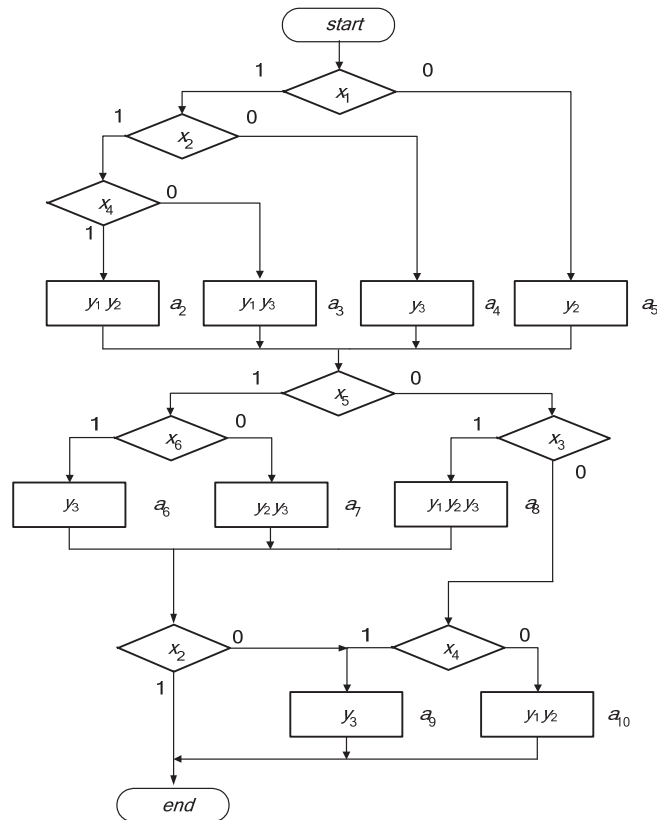 start
1 0
x₁
1 0
x₂
0
x₄
1
y₁ y₂ a₂ y₁ y₃ a₃ y₃ a₄ y₂ a₅
1 0
x₅
1 0 1
x₆ x₃
0
y₃ a₆ y₂ y₃ a₇ y₁ y₂ y₃ a₈
0 1 0
x₂ x₄
1
y₃ a₉ y₁ y₂ a₁₀
end